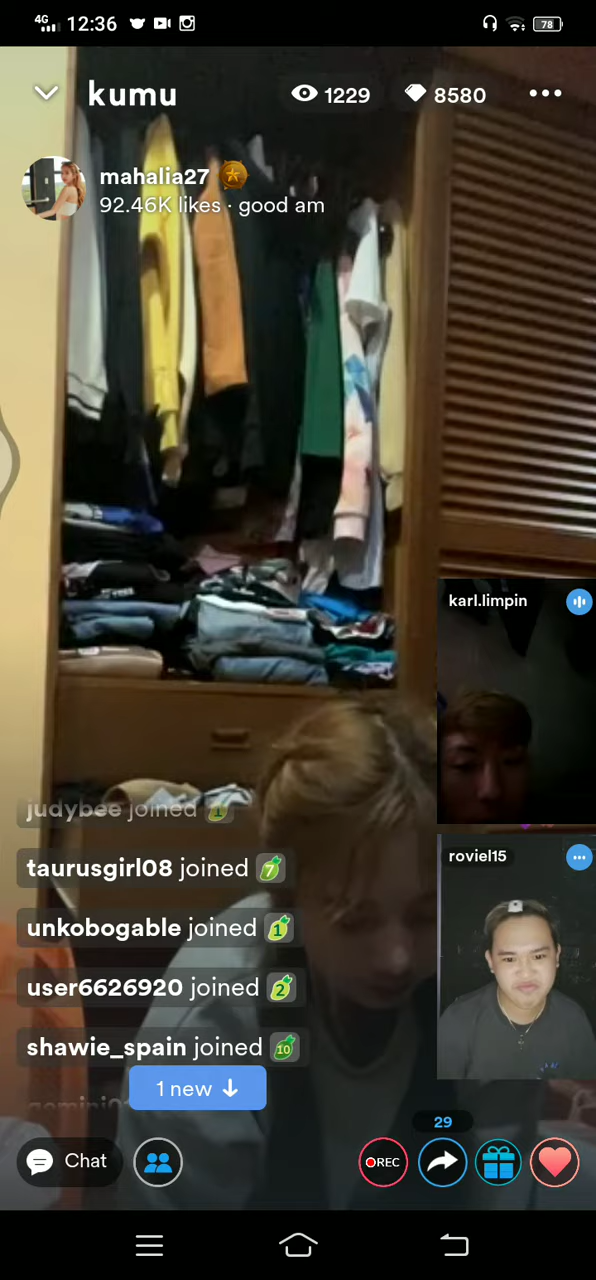 4G 12:36 78
kumu 1229 8580
mahalia27
92.46K likes · good am
karl.limpin
judybee joined 1
roviel15
taurusgirl08 joined 7
unkobogable joined 1
user6626920 joined 2
shawie_spain joined 10
1 new
29
Chat
REC